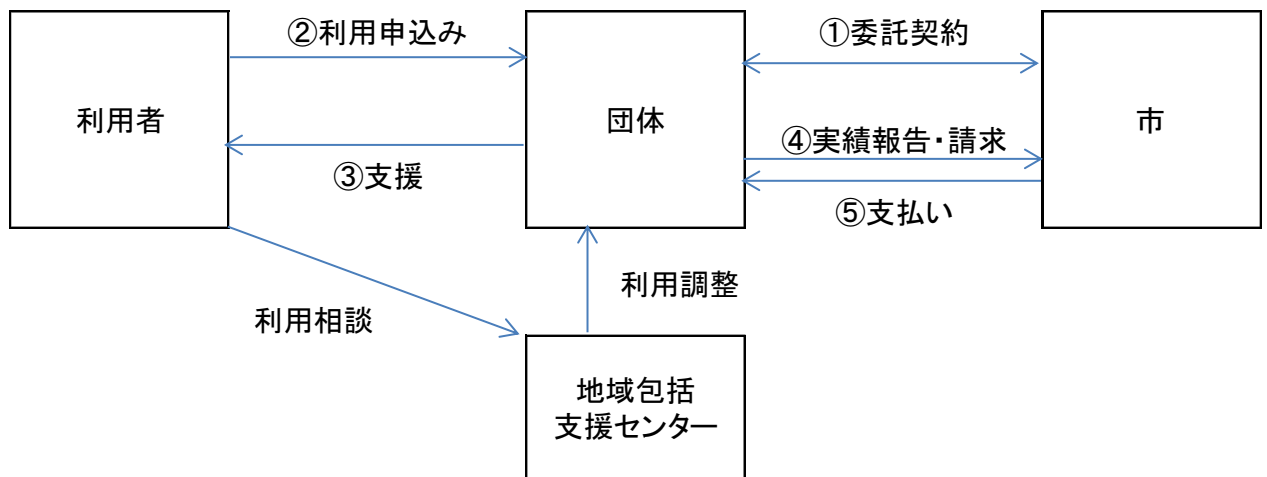 ②利用申込み
①委託契約
利用者
団体
市
④実績報告・請求
③支援
⑤支払い
利用調整
利用相談
地域包括
支援センター